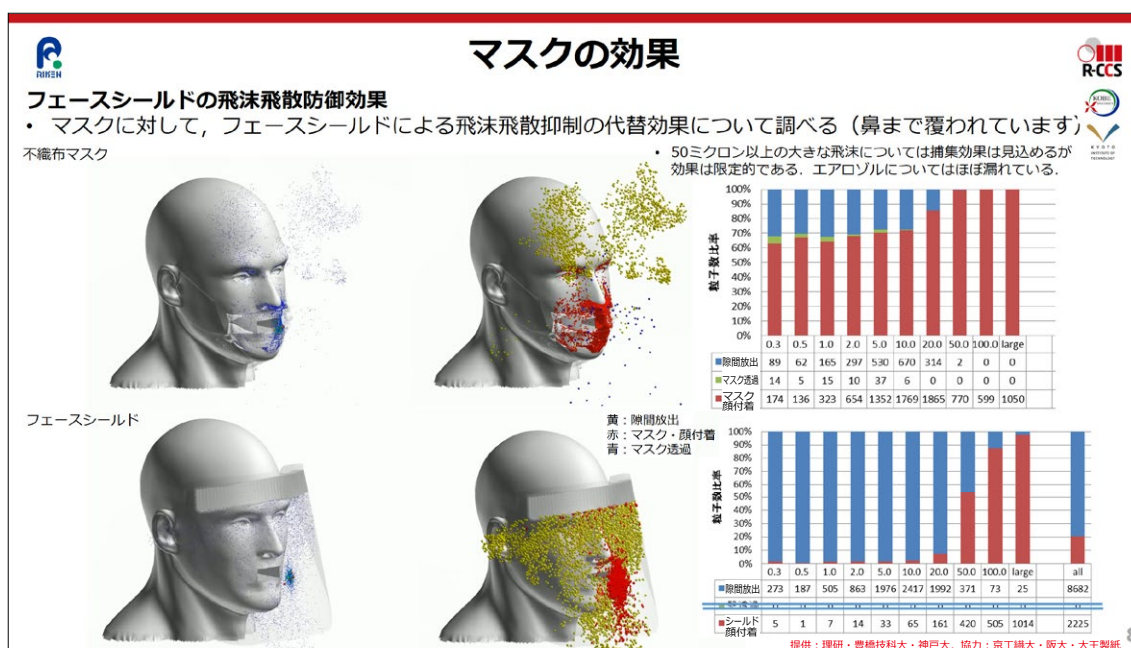 マスクの効果
RIKEN
R-CCS
KOBE
KYOTO
INSTITUTE OF
TECHNOLOGY
フェースシールドの飛沫飛散防御効果
• マスクに対して，フェースシールドによる飛沫飛散抑制の代替効果について調べる（鼻まで覆われています）
不織布マスク
• 50ミクロン以上の大きな飛沫については捕集効果は見込めるが
効果は限定的である．エアロゾルについてはほぼ漏れている．
粒子数比率
100%
90%
80%
70%
60%
50%
40%
30%
20%
10%
0%
0.3 0.5 1.0 2.0 5.0 10.0 20.0 50.0 100.0 large
隙間放出 89 62 165 297 530 670 314 2 0 0
マスク透過 14 5 15 10 37 6 0 0 0 0
マスク
顔付着 174 136 323 654 1352 1769 1865 770 599 1050
フェースシールド
黄：隙間放出
赤：マスク・顔付着
青：マスク透過
粒子数比率
100%
90%
80%
70%
60%
50%
40%
30%
20%
10%
0%
0.3 0.5 1.0 2.0 5.0 10.0 20.0 50.0 100.0 large all
隙間放出 273 187 505 863 1976 2417 1992 371 73 25 8682
シールド
顔付着 5 1 7 14 33 65 161 420 505 1014 2225
提供：理研・豊橋技科大・神戸大，協力：京工繊大・阪大・大王製紙